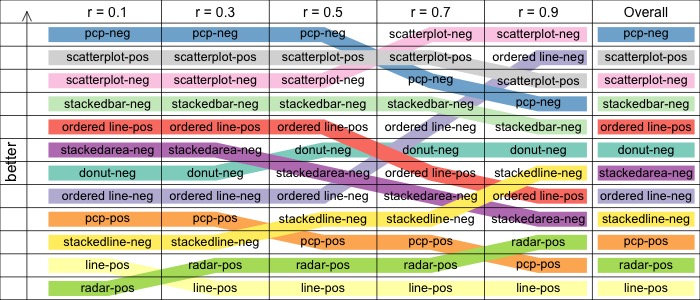 r = 0.1 r = 0.3 r = 0.5 r = 0.7 r = 0.9 Overall
pcp-neg pcp-neg pcp-neg scatterplot-neg scatterplot-neg pcp-neg
scatterplot-pos scatterplot-pos scatterplot-pos scatterplot-pos ordered line-neg scatterplot-pos
scatterplot-neg scatterplot-neg scatterplot-neg pcp-neg scatterplot-pos scatterplot-neg
stackedbar-neg stackedbar-neg stackedbar-neg stackedbar-neg pcp-neg stackedbar-neg
ordered line-pos ordered line-pos ordered line-pos ordered line-neg stackedbar-neg ordered line-pos
stackedarea-neg stackedarea-neg donut-neg donut-neg donut-neg donut-neg
donut-neg donut-neg stackedarea-neg ordered line-pos stackedline-neg stackedarea-neg
ordered line-neg ordered line-neg ordered line-neg stackedarea-neg ordered line-pos ordered line-neg
pcp-pos pcp-pos stackedline-neg stackedline-neg stackedarea-neg stackedline-neg
stackedline-neg stackedline-neg pcp-pos pcp-pos radar-pos pcp-pos
line-pos radar-pos radar-pos radar-pos pcp-pos radar-pos
radar-pos line-pos line-pos line-pos line-pos line-pos
better